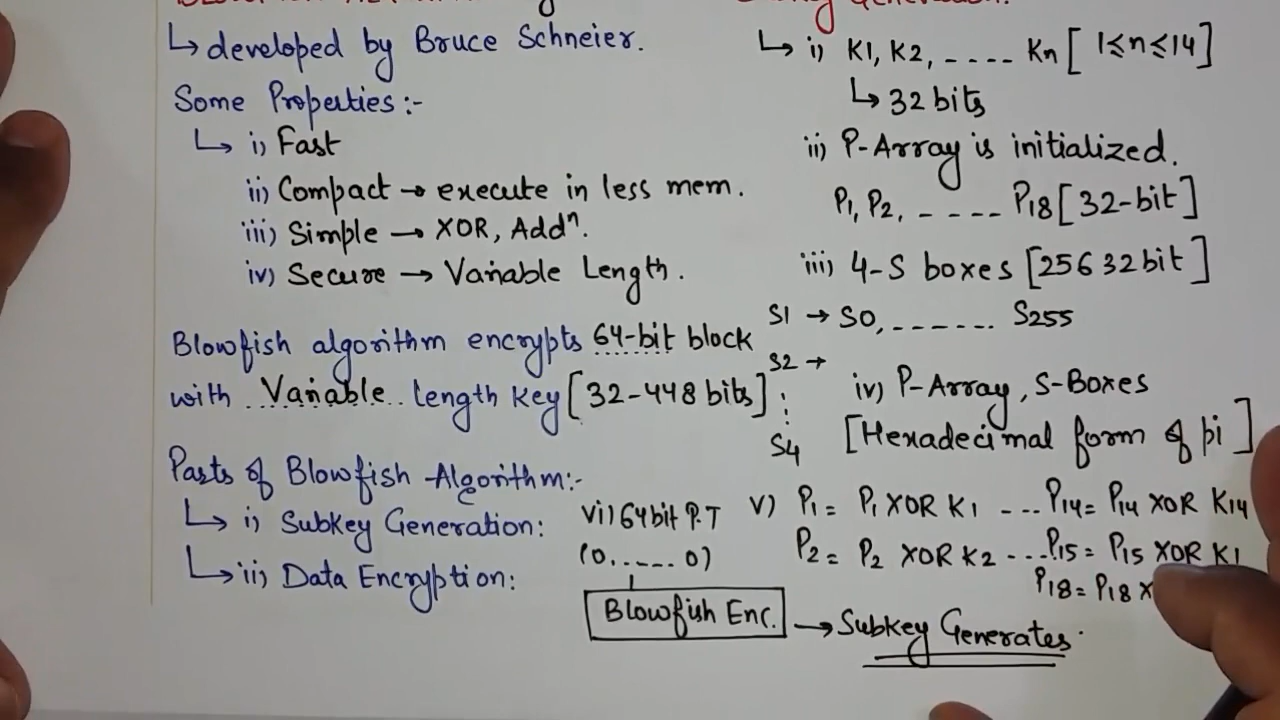 ↳ developed by Bruce Schneier.
Some Properties :-
↳ i) Fast
ii) Compact → execute in less mem.
iii) Simple → XOR, Addⁿ.
iv) Secure → Variable Length.
Blowfish algorithm encrypts 64-bit block
with Variable length key [32-448 bits]
Parts of Blowfish Algorithm:-
↳ i) Subkey Generation:
↳ ii) Data Encryption:
Generation:
↳ i) K1, K2, - - - - Kn [ 1≤n≤14]
↳ 32 bits
ii) P-Array is initialized.
P1, P2, - - - - P18 [32-bit]
iii) 4-S boxes [256 32 bit]
S1 → S0, - - - - - - S255
S2 →
S4
iv) P-Array, S-Boxes
[Hexadecimal form of pi]
v) P1 = P1 XOR K1 - - - P14 = P14 XOR K14
P2 = P2 XOR K2 - - - P15 = P15 XOR K1
P18 = P18 X
vi) 64 bit P.T
(0. - - - . 0)
Blowfish Enc. → Subkey Generates.